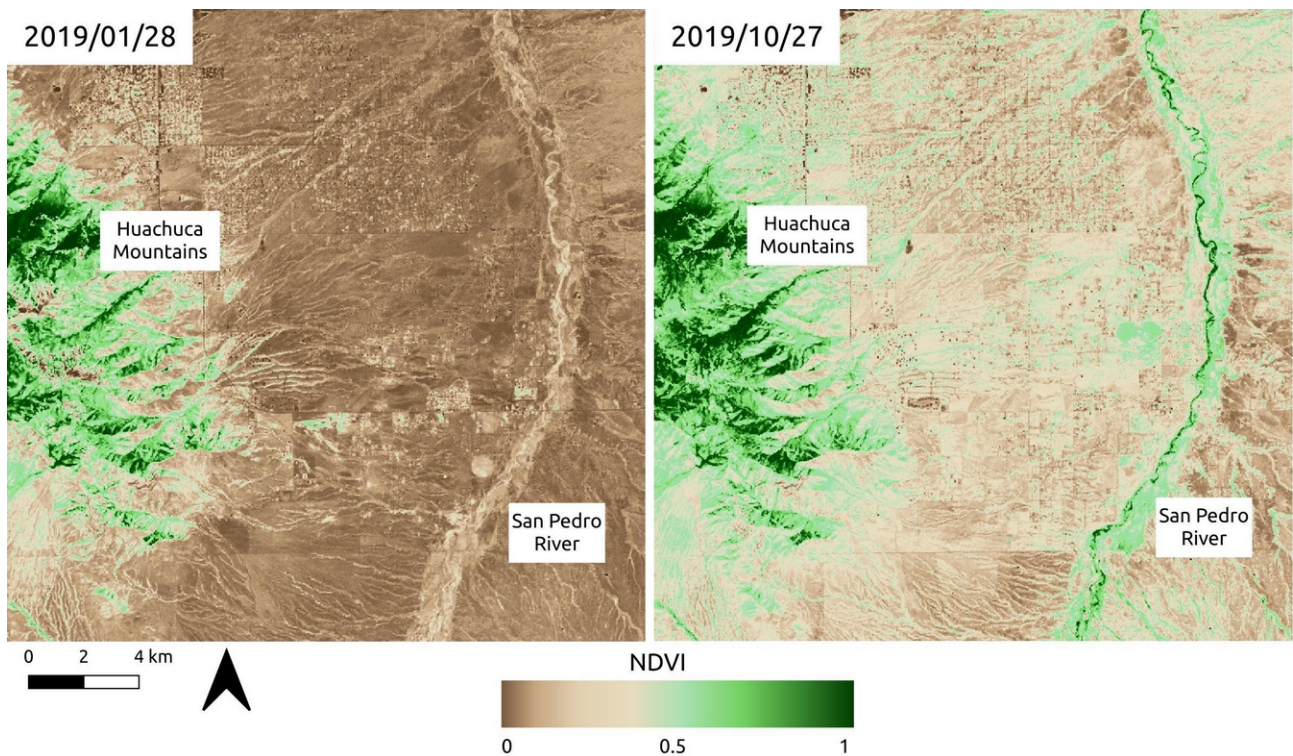 2019/01/28
2019/10/27
Huachuca
Mountains
Huachuca
Mountains
San Pedro
River
San Pedro
River
0 2 4 km
NDVI
0 0.5 1